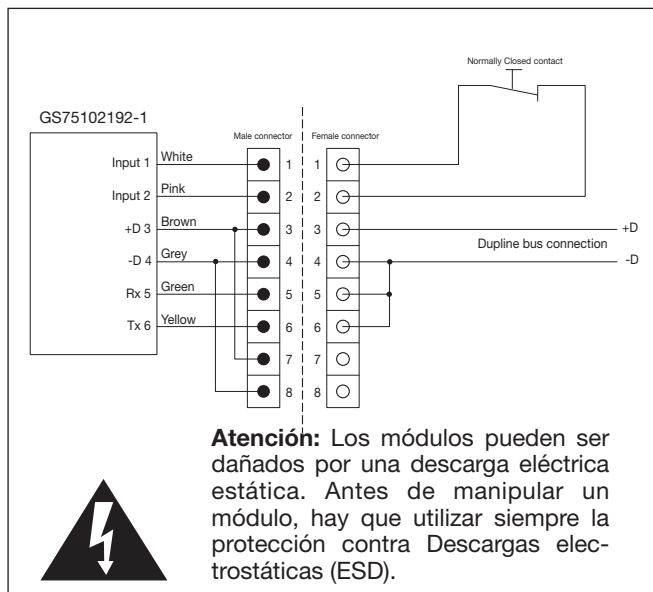 Normally Closed contact
GS75102192-1
Male connector
Female connector
Input 1 White 1 1
Input 2 Pink 2 2
+D 3 Brown 3 3 +D
Dupline bus connection
-D 4 Grey 4 4 -D
Rx 5 Green 5 5
Tx 6 Yellow 6 6
7 7
8 8
Atención: Los módulos pueden ser
dañados por una descarga eléctrica
estática. Antes de manipular un
módulo, hay que utilizar siempre la
protección contra Descargas elec-
trostáticas (ESD).